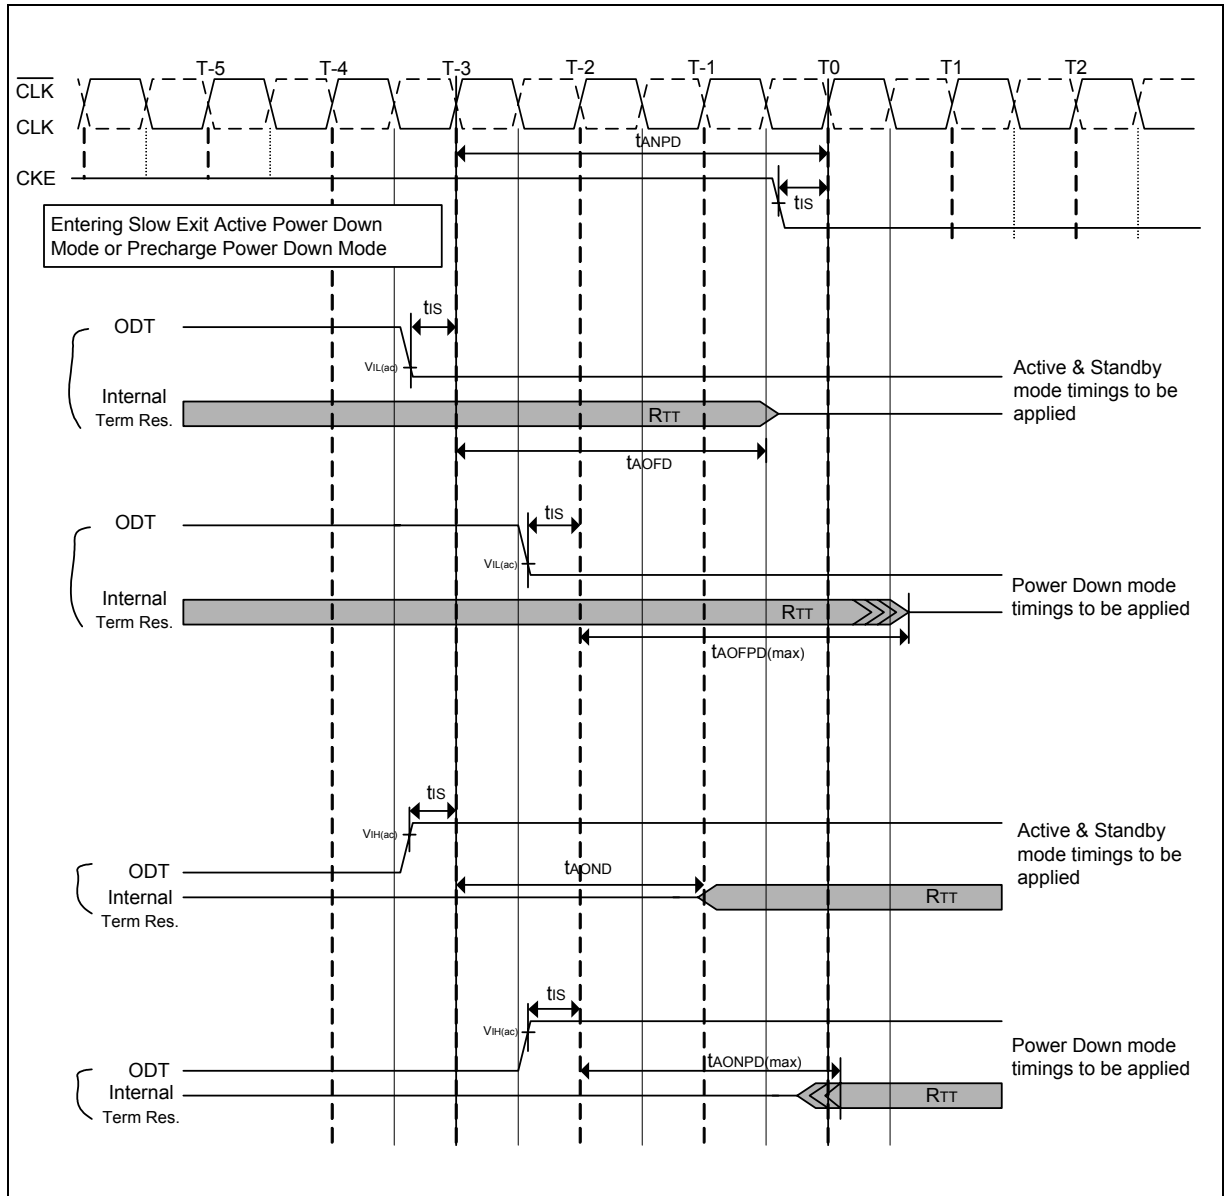 T-5 T-4 T-3 T-2 T-1 T0 T1 T2
CLK
CLK
tANPD
CKE
tIS
Entering Slow Exit Active Power Down
Mode or Precharge Power Down Mode
tIS
ODT
VIL(ac)
Active & Standby
mode timings to be
applied
Internal
Term Res.
RTT
tAOFD
tIS
ODT
VIL(ac)
Power Down mode
timings to be applied
Internal
Term Res.
RTT
tAOFPD(max)
tIS
VIH(ac)
Active & Standby
mode timings to be
applied
ODT
tAOND
Internal
Term Res.
RTT
tIS
VIH(ac)
Power Down mode
timings to be applied
ODT
tAONPD(max)
Internal
Term Res.
RTT